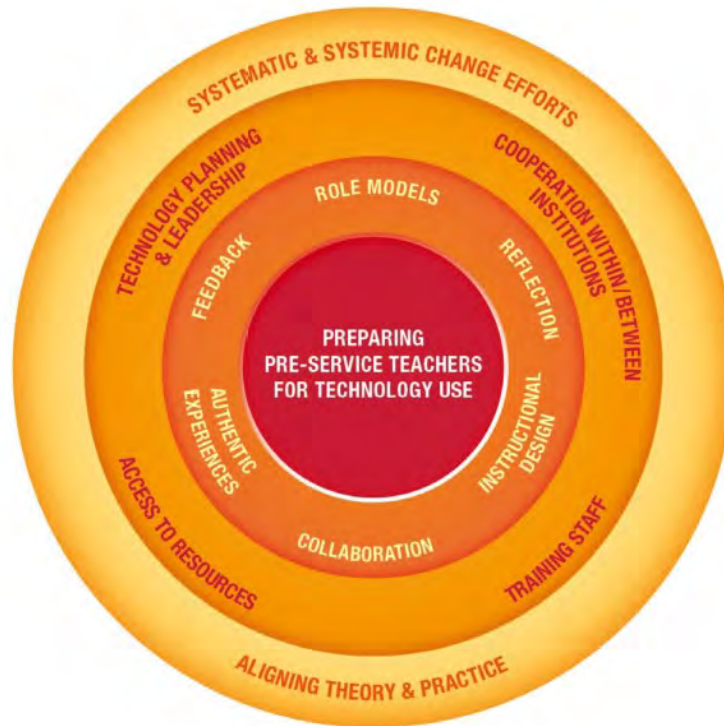 SYSTEMATIC & SYSTEMIC CHANGE EFFORTS
TECHNOLOGY PLANNING
& LEADERSHIP
COOPERATION WITHIN/BETWEEN
INSTITUTIONS
ROLE MODELS
FEEDBACK
REFLECTION
PREPARING
PRE-SERVICE TEACHERS
FOR TECHNOLOGY USE
AUTHENTIC
EXPERIENCES
INSTRUCTIONAL
DESIGN
COLLABORATION
ACCESS TO RESOURCES
TRAINING STAFF
ALIGNING THEORY & PRACTICE